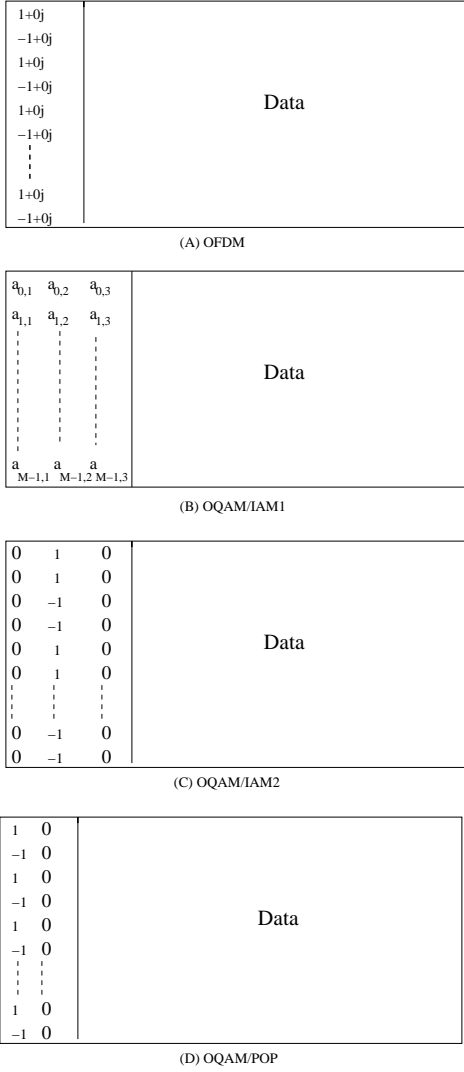 1+0j
−1+0j
1+0j
−1+0j
1+0j
−1+0j
1+0j
−1+0j
Data
(A) OFDM
a0,1 a0,2 a0,3
a1,1 a1,2 a1,3
aM−1,1 aM−1,2 aM−1,3
Data
(B) OQAM/IAM1
0 1 0
0 1 0
0 −1 0
0 −1 0
0 1 0
0 1 0
0 −1 0
0 −1 0
Data
(C) OQAM/IAM2
1 0
−1 0
1 0
−1 0
1 0
−1 0
1 0
−1 0
Data
(D) OQAM/POP